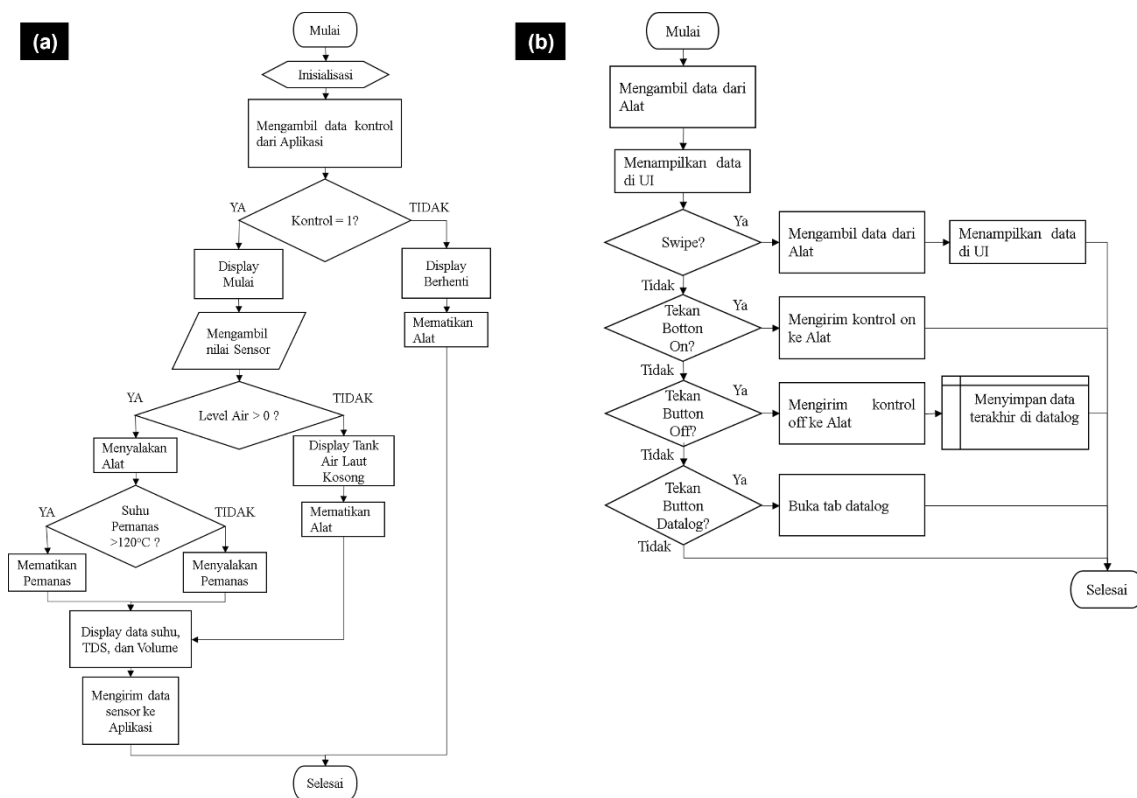 (a)
Mulai
Inisialisasi
Mengambil data kontrol
dari Aplikasi
YA
TIDAK
Kontrol = 1?
Display
Mulai
Display
Berhenti
Mengambil
nilai Sensor
Mematikan
Alat
YA
TIDAK
Level Air > 0 ?
Menyalakan
Alat
Display Tank
Air Laut
Kosong
YA
TIDAK
Suhu
Pemanas
>120°C ?
Mematikan
Alat
Mematikan
Pemanas
Menyalakan
Pemanas
Display data suhu,
TDS, dan Volume
Mengirim data
sensor ke
Aplikasi
Selesai
(b)
Mulai
Mengambil data dari
Alat
Menampilkan data
di UI
Swipe?
Ya
Mengambil data dari
Alat
Menampilkan data
di UI
Tidak
Tekan
Botton
On?
Ya
Mengirim kontrol on
ke Alat
Tidak
Tekan
Button
Off?
Ya
Mengirim kontrol
off ke Alat
Menyimpan data
terakhir di datalog
Tidak
Tekan
Button
Datalog?
Ya
Buka tab datalog
Tidak
Selesai